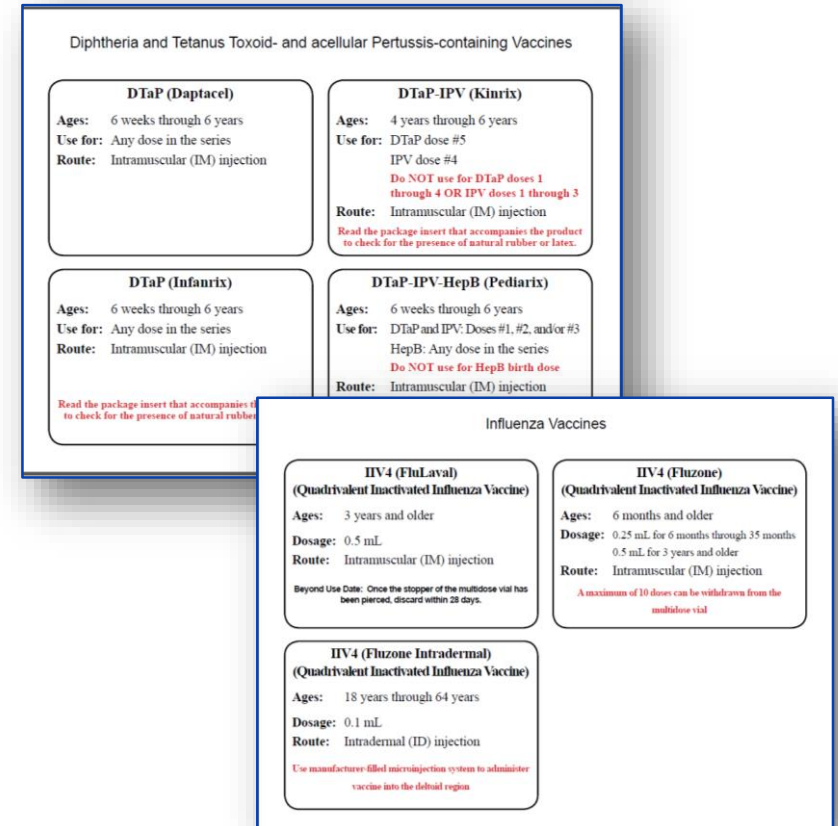 Diphtheria and Tetanus Toxoid- and acellular Pertussis-containing Vaccines
DTaP (Daptacel)
Ages: 6 weeks through 6 years
Use for: Any dose in the series
Route: Intramuscular (IM) injection
DTaP-IPV (Kinrix)
Ages: 4 years through 6 years
Use for: DTaP dose #5
IPV dose #4
Do NOT use for DTaP doses 1
through 4 OR IPV doses 1 through 3
Route: Intramuscular (IM) injection
Read the package insert that accompanies the product
to check for the presence of natural rubber or latex.
DTaP (Infanrix)
Ages: 6 weeks through 6 years
Use for: Any dose in the series
Route: Intramuscular (IM) injection
Read the package insert that accompanies
to check for the presence of natural rubber
DTaP-IPV-HepB (Pediarix)
Ages: 6 weeks through 6 years
Use for: DTaP and IPV: Doses #1, #2, and/or #3
HepB: Any dose in the series
Do NOT use for HepB birth dose
Route: Intramuscular (IM) injection
Influenza Vaccines
IIV4 (FluLaval)
(Quadrivalent Inactivated Influenza Vaccine)
Ages: 3 years and older
Dosage: 0.5 mL
Route: Intramuscular (IM) injection
Beyond Use Date: Once the stopper of the multidose vial has
been pierced, discard within 28 days.
IIV4 (Fluzone)
(Quadrivalent Inactivated Influenza Vaccine)
Ages: 6 months and older
Dosage: 0.25 mL for 6 months through 35 months
0.5 mL for 3 years and older
Route: Intramuscular (IM) injection
A maximum of 10 doses can be withdrawn from the
multidose vial
IIV4 (Fluzone Intradermal)
(Quadrivalent Inactivated Influenza Vaccine)
Ages: 18 years through 64 years
Dosage: 0.1 mL
Route: Intradermal (ID) injection
Use manufacturer-filled microinjection system to administer
vaccine into the deltoid region